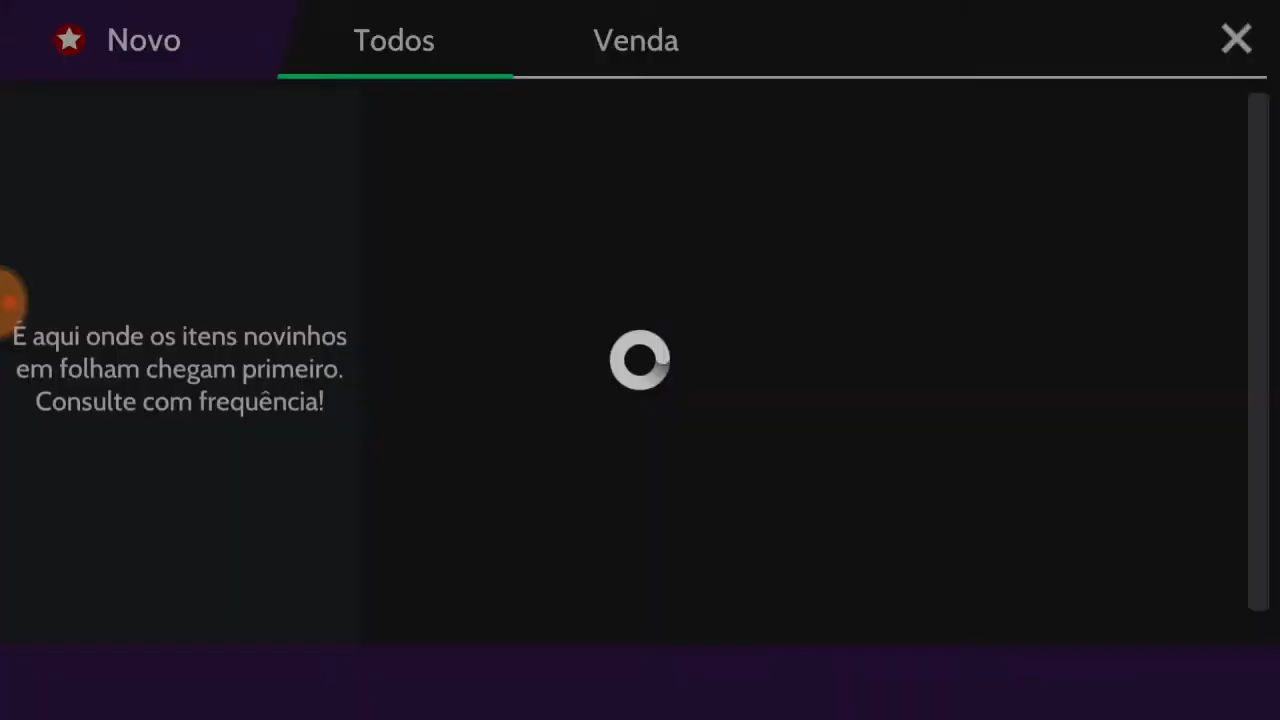 Novo
Todos
Venda
É aqui onde os itens novinhos
em folham chegam primeiro.
Consulte com frequência!